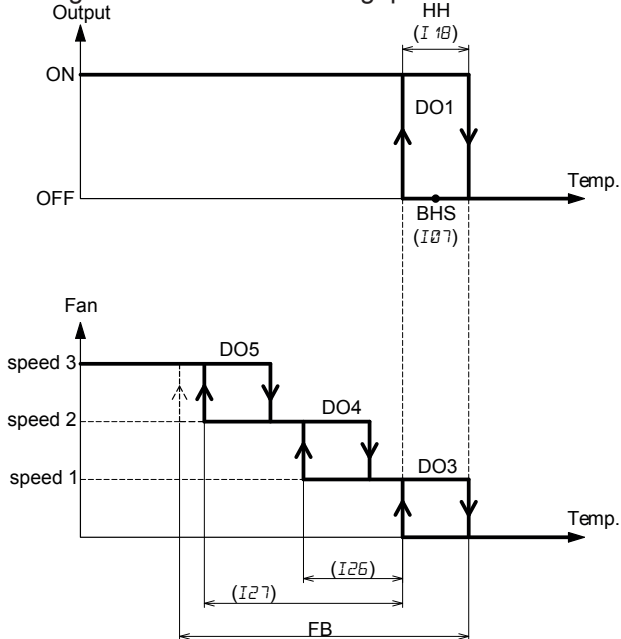 Output
HH
(I18)
ON
DO1
OFF
Temp.
BHS
(I07)
Fan
speed 3
DO5
speed 2
DO4
speed 1
DO3
Temp.
(I26)
(I27)
FB